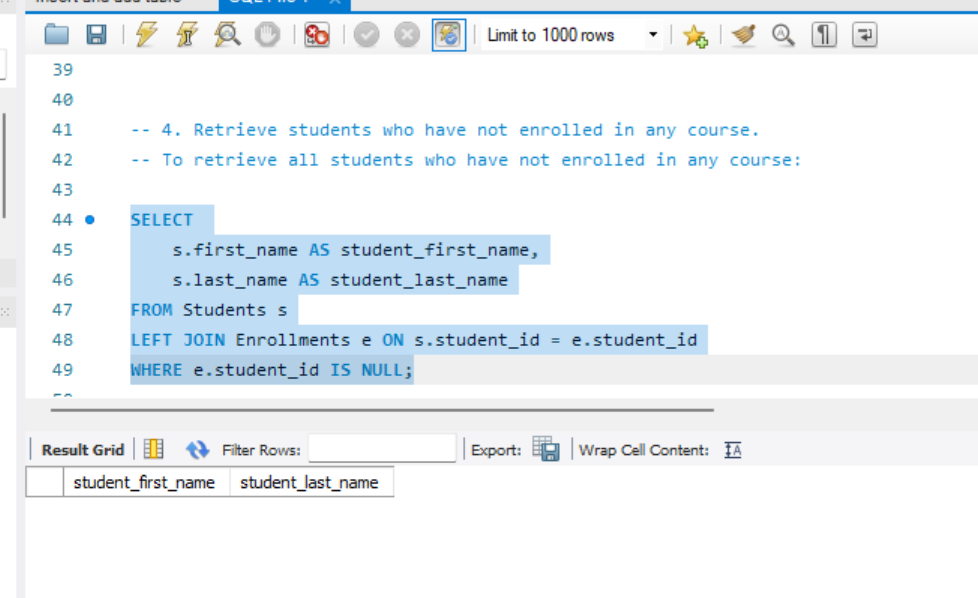 Limit to 1000 rows
39
40
41 -- 4. Retrieve students who have not enrolled in any course.
42 -- To retrieve all students who have not enrolled in any course:
43
44 SELECT
45 s.first_name AS student_first_name,
46 s.last_name AS student_last_name
47 FROM Students s
48 LEFT JOIN Enrollments e ON s.student_id = e.student_id
49 WHERE e.student_id IS NULL;
Result Grid Filter Rows: Export: Wrap Cell Content: IA
student_first_name student_last_name